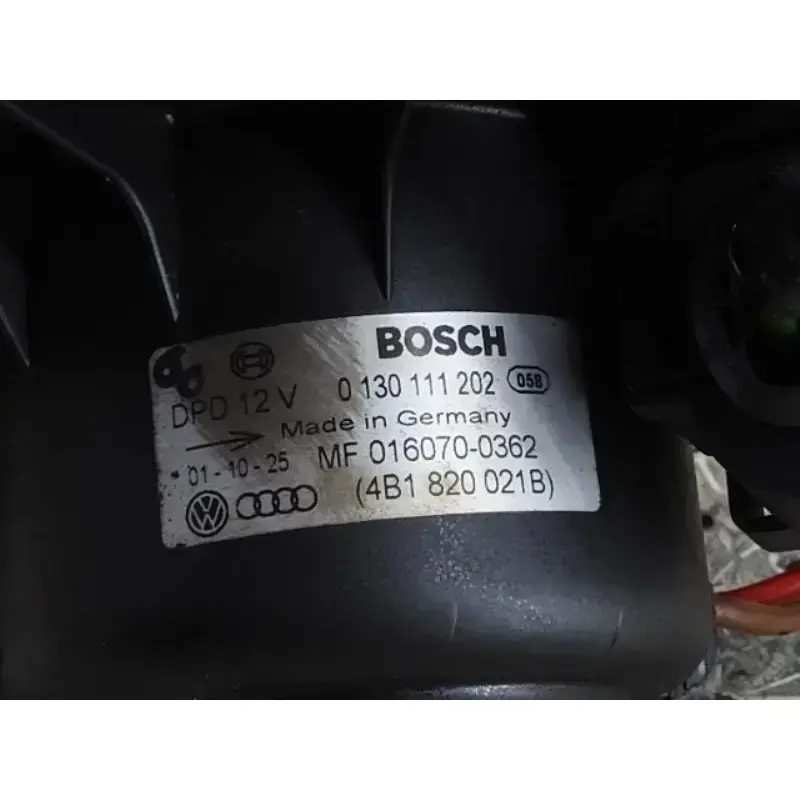 BOSCH
DPD 12 V 0 130 111 202 058
Made in Germany
01-10-25 MF 016070-0362
(4B1 820 021B)